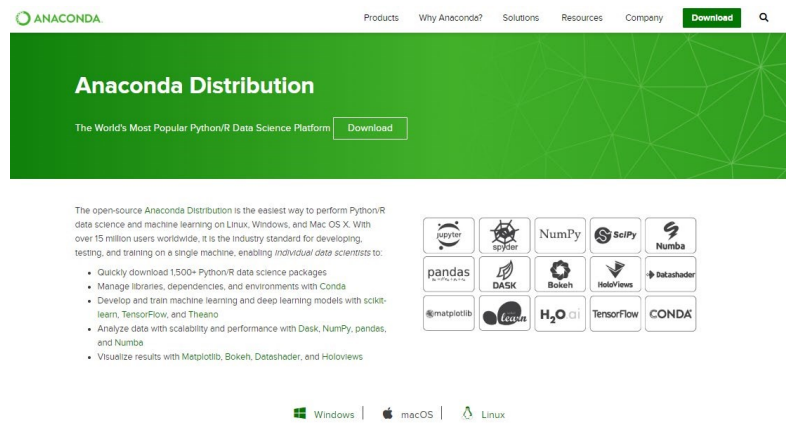 ANACONDA.
Products Why Anaconda? Solutions Resources Company Download
Anaconda Distribution
The World's Most Popular Python/R Data Science Platform Download
The open-source Anaconda Distribution is the easiest way to perform Python/R
data science and machine learning on Linux, Windows, and Mac OS X. With
over 15 million users worldwide, it is the industry standard for developing,
testing, and training on a single machine, enabling individual data scientists to:
Quickly download 1,500+ Python/R data science packages
Manage libraries, dependencies, and environments with Conda
Develop and train machine learning and deep learning models with scikit-
learn, TensorFlow, and Theano
Analyze data with scalability and performance with Dask, NumPy, pandas,
and Numba
Visualize results with Matplotlib, Bokeh, Datashader, and Holoviews
jupyter spyder NumPy SciPy Numba
pandas DASK Bokeh HoloViews Datashader
matplotlib learn H2O.ai TensorFlow CONDA
Windows macOS Linux